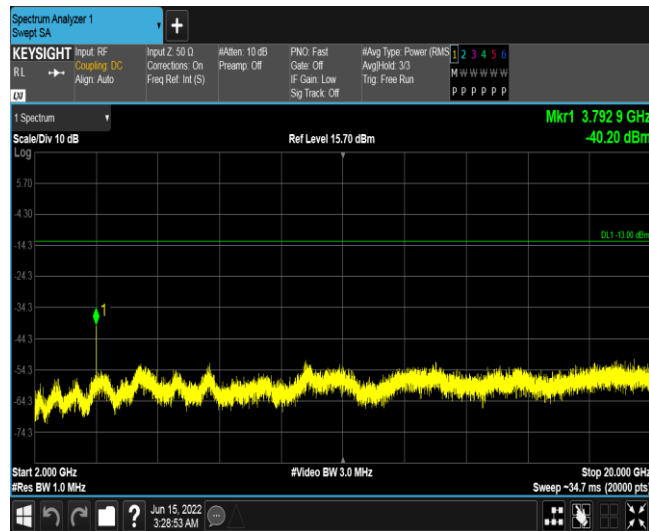 Spectrum Analyzer 1
Swept SA
KEYSIGHT
RL
LXI
Input: RF
Coupling: DC
Align: Auto
Input Z: 50 Ω
Corrections: On
Freq Ref: Int (S)
#Atten: 10 dB
Preamp: Off
PNO: Fast
Gate: Off
IF Gain: Low
Sig Track: Off
#Avg Type: Power (RMS
Avg|Hold: 3/3
Trig: Free Run
1 2 3 4 5 6
M W W W W W
P P P P P P
1 Spectrum
Mkr1 3.792 9 GHz
Scale/Div 10 dB
Ref Level 15.70 dBm
-40.20 dBm
Log
5.70
-4.30
DL1 -13.00 dBm
-14.3
-24.3
-34.3
1
-44.3
-54.3
-64.3
-74.3
Start 2.000 GHz
#Video BW 3.0 MHz
Stop 20.000 GHz
#Res BW 1.0 MHz
Sweep ~34.7 ms (20000 pts)
?
Jun 15, 2022
3:28:53 AM